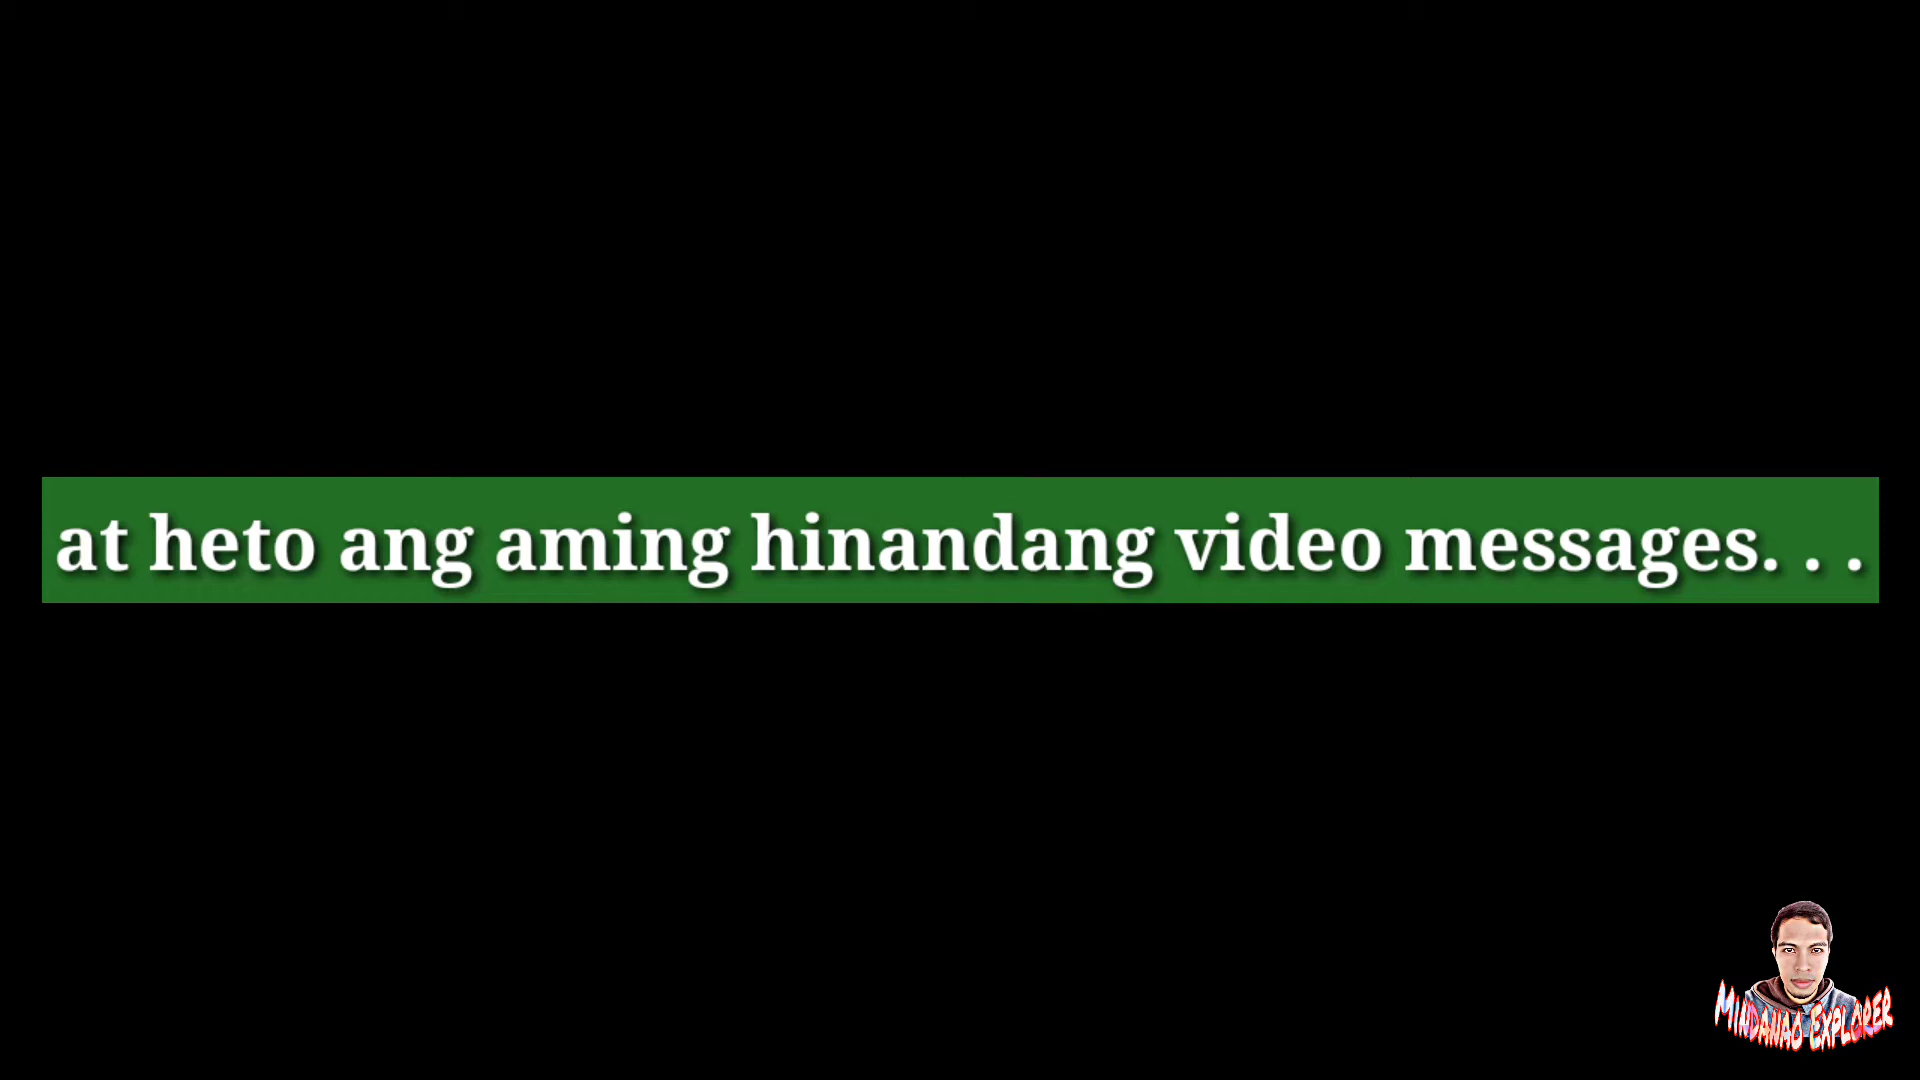 at heto ang aming hinandang video messages. . .
MINDANAO EXPLORER